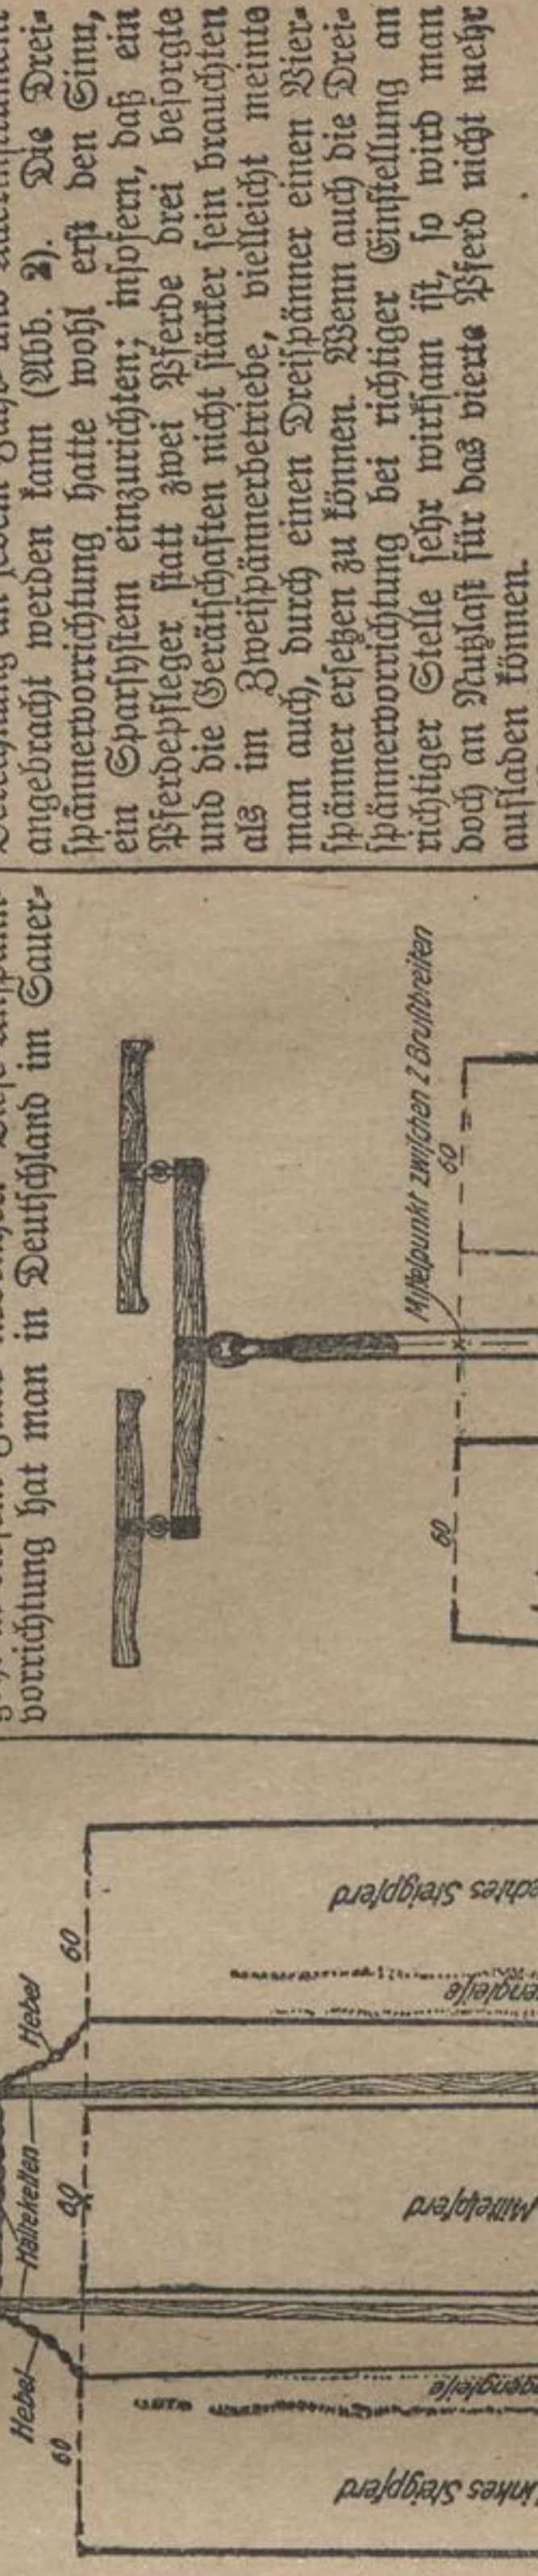 angebracht werden kann (Abb. 2). Die Drei-
spännervorrichtung hatte wohl erst den Sinn,
ein Sparsystem einzurichten; insofern, daß ein
Pferdepfleger statt zwei Pferde drei besorgte
und die Gerätschaften nicht stärker sein brauchten
als im Zweispännerbetriebe, vielleicht meinte
man auch, durch einen Dreispänner einen Vier-
spänner ersetzen zu können. Wenn auch die Drei-
spännervorrichtung bei richtiger Einstellung an
richtiger Stelle sehr wirksam ist, so wird man
doch an Nutzlast für das vierte Pferd nicht mehr
aufladen können.
vorrichtung hat man in Deutschland im Sauer-
Mittelpunkt zwischen 2 Brustbreiten
60
60
Hebel
Haltekelten
Hebel
60
60
60
Steigpferd
Mittelpferd
Linkes Steigpferd